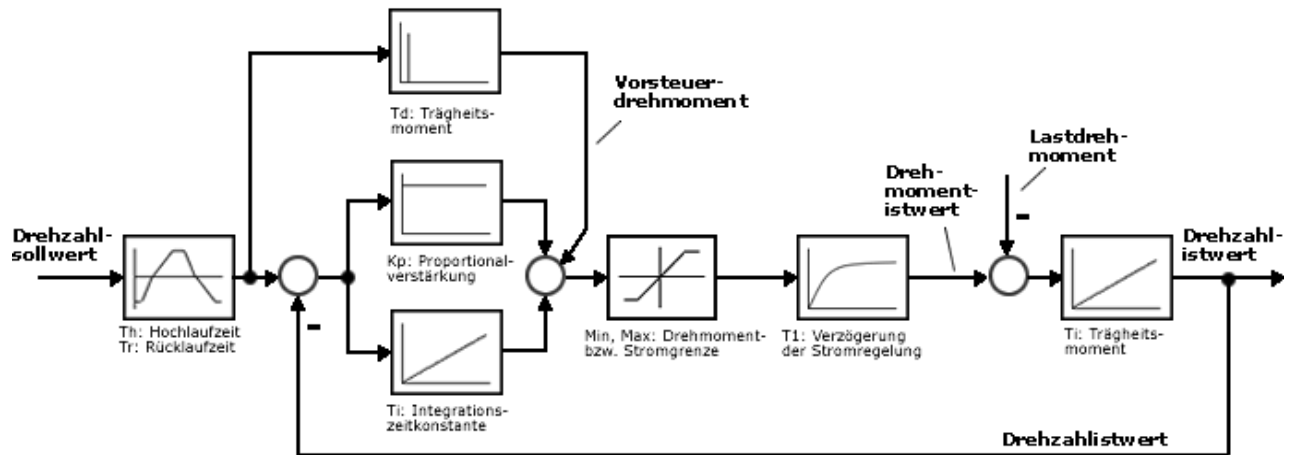 Td: Trägheits-
moment
Vorsteuer-
drehmoment
Lastdreh-
moment
-
Dreh-
moment-
istwert
Drehzahl-
sollwert
Kp: Proportional-
verstärkung
Drehzahl-
istwert
Th: Hochlaufzeit
Tr: Rücklaufzeit
-
Min, Max: Drehmoment-
bzw. Stromgrenze
T1: Verzögerung
der Stromregelung
Ti: Trägheits-
moment
Ti: Integrations-
zeitkonstante
Drehzahlistwert